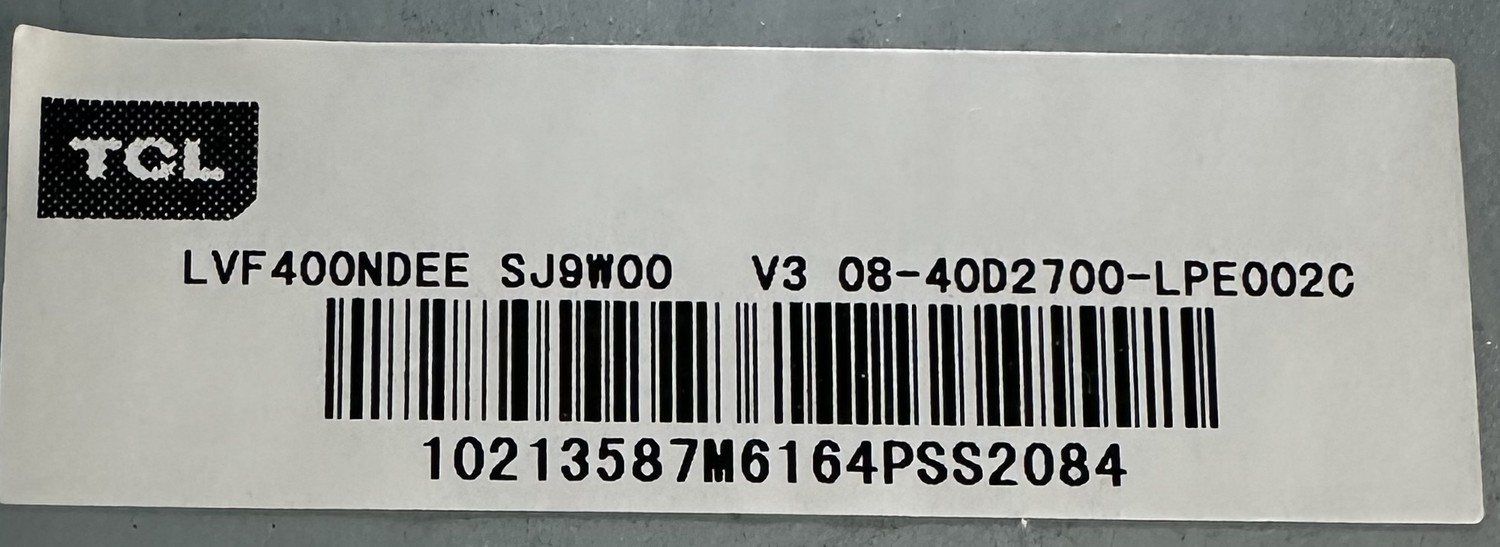 TCL
LVF400NDEE SJ9W00 V3 08-40D2700-LPE002C
10213587M6164PSS2084